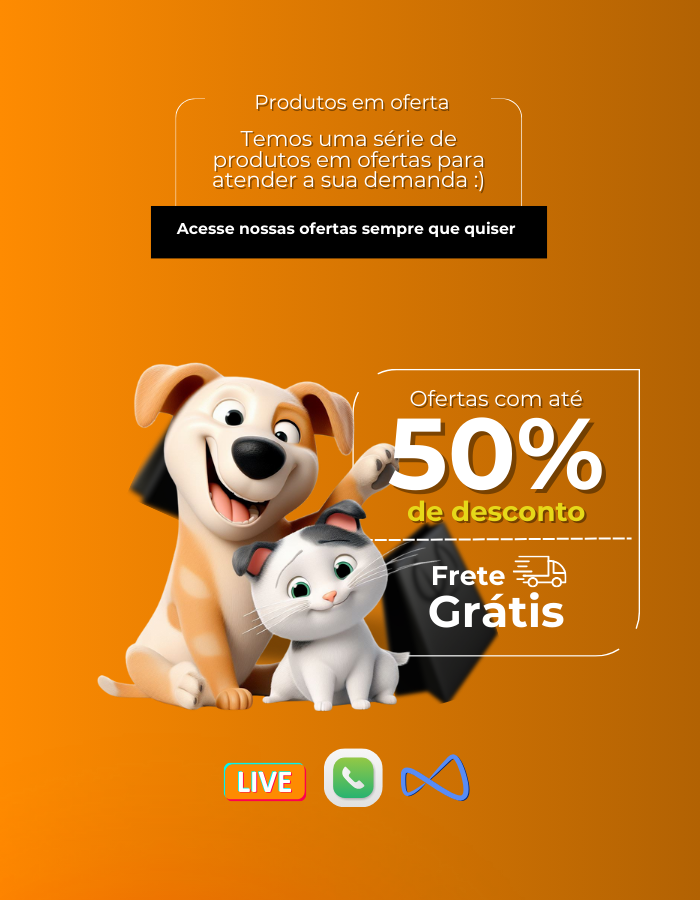 Produtos em oferta
Temos uma série de
produtos em ofertas para
atender a sua demanda :)
Acesse nossas ofertas sempre que quiser
Ofertas com até
50%
de desconto
Frete
Grátis
LIVE